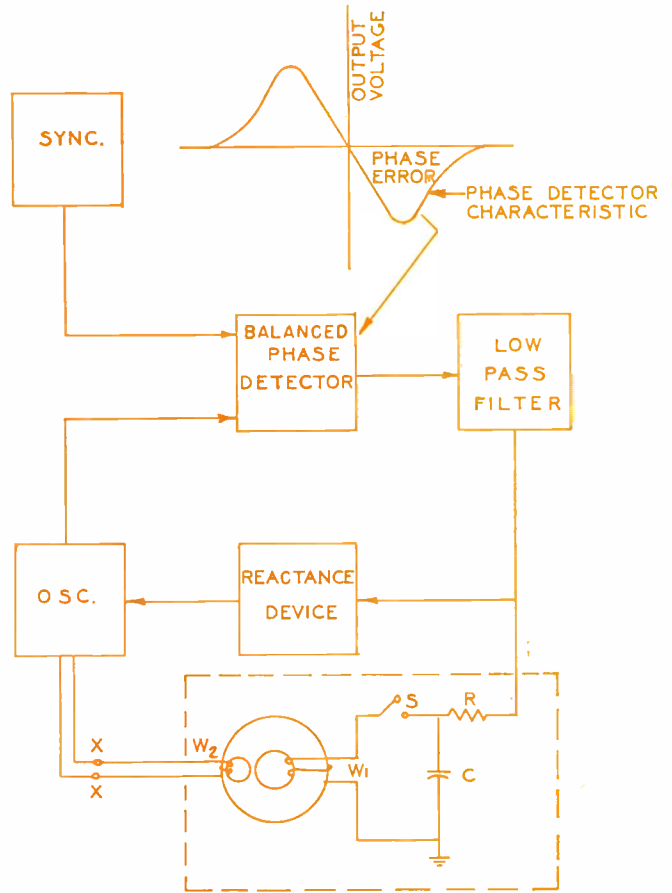 OUTPUT
VOLTAGE
SYNC.
PHASE
ERROR
PHASE DETECTOR
CHARACTERISTIC
BALANCED
PHASE
DETECTOR
LOW
PASS
FILTER
OSC.
REACTANCE
DEVICE
S
R
X
W2
W1
C
X